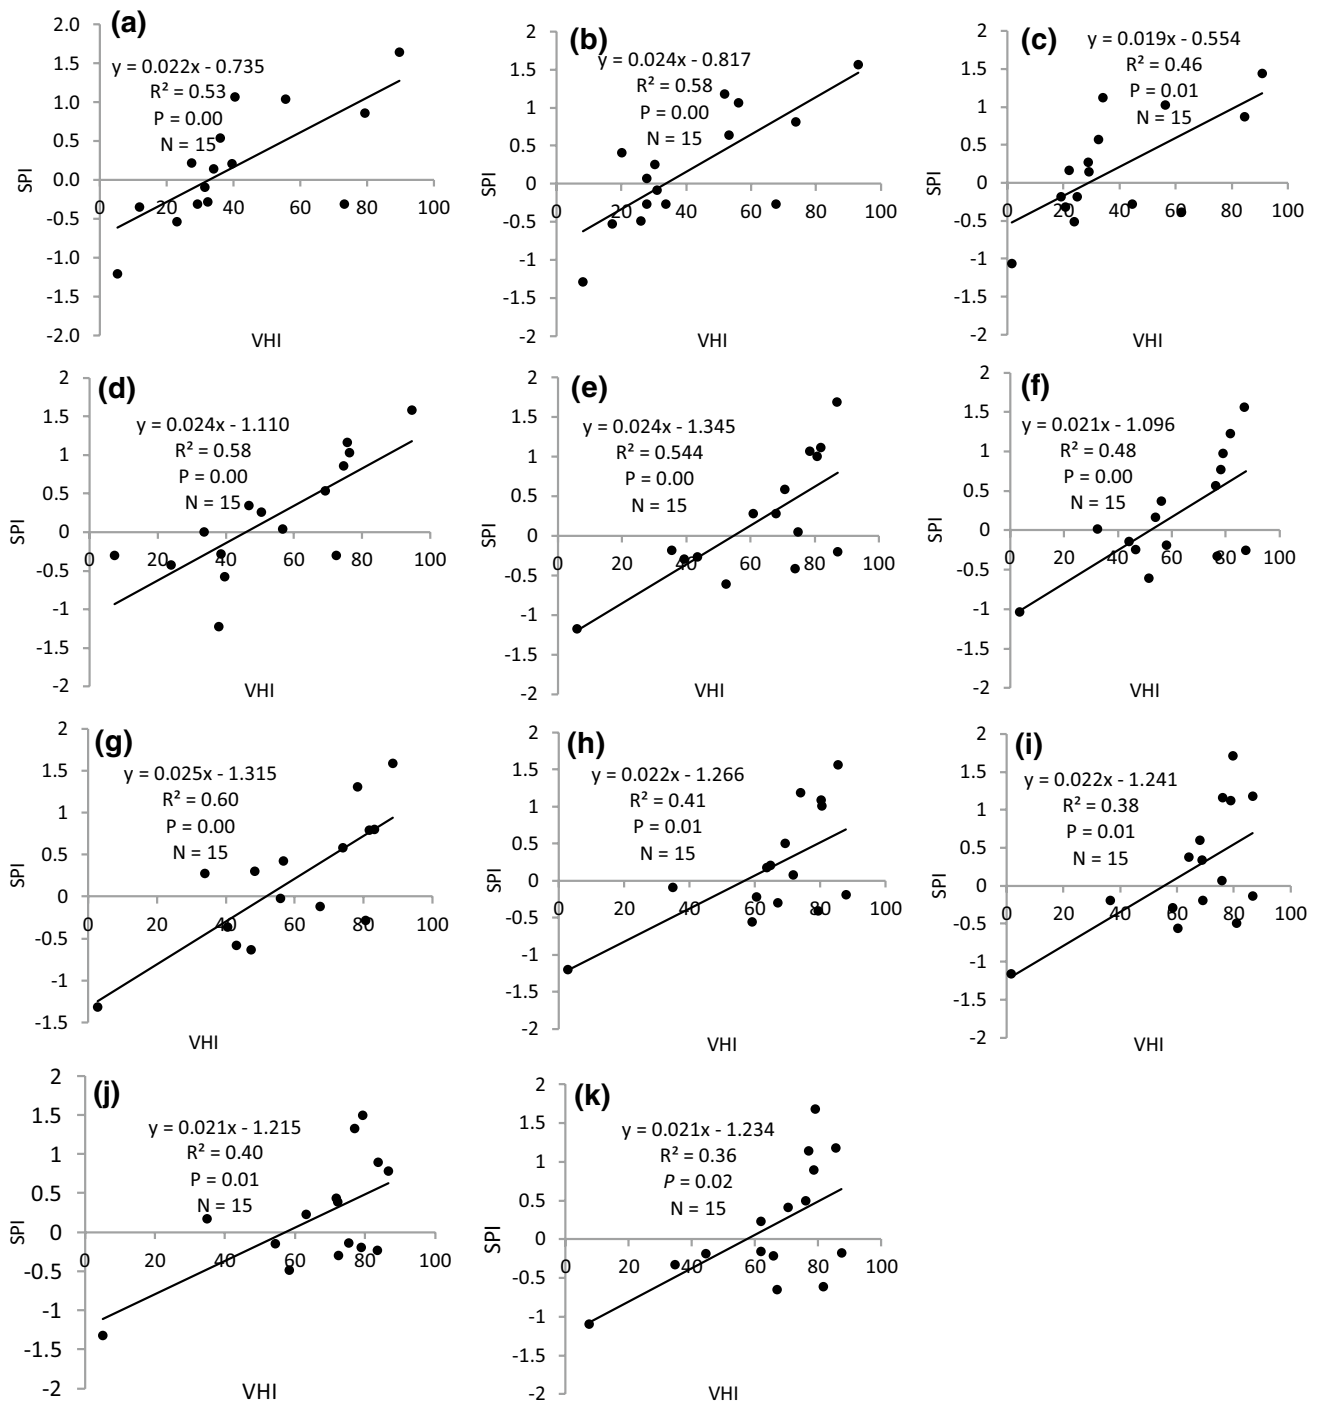 (a)
y = 0.022x - 0.735
R² = 0.53
P = 0.00
N = 15
2.0
1.5
1.0
0.5
0.0
-0.5
-1.0
-1.5
-2.0
0 20 40 60 80 100
SPI
VHI
(b)
y = 0.024x - 0.817
R² = 0.58
P = 0.00
N = 15
2
1.5
1
0.5
0
-0.5
-1
-1.5
-2
0 20 40 60 80 100
SPI
VHI
(c)
y = 0.019x - 0.554
R² = 0.46
P = 0.01
N = 15
2
1.5
1
0.5
0
-0.5
-1
-1.5
-2
0 20 40 60 80 100
SPI
VHI
(d)
y = 0.024x - 1.110
R² = 0.58
P = 0.00
N = 15
2
1.5
1
0.5
0
-0.5
-1
-1.5
-2
0 20 40 60 80 100
SPI
VHI
(e)
y = 0.024x - 1.345
R² = 0.544
P = 0.00
N = 15
2
1.5
1
0.5
0
-0.5
-1
-1.5
-2
0 20 40 60 80 100
SPI
VHI
(f)
y = 0.021x - 1.096
R² = 0.48
P = 0.00
N = 15
2
1.5
1
0.5
0
-0.5
-1
-1.5
-2
0 20 40 60 80 100
SPI
VHI
(g)
y = 0.025x - 1.315
R² = 0.60
P = 0.00
N = 15
2
1.5
1
0.5
0
-0.5
-1
-1.5
0 20 40 60 80 100
SPI
VHI
(h)
y = 0.022x - 1.266
R² = 0.41
P = 0.01
N = 15
2
1.5
1
0.5
0
-0.5
-1
-1.5
-2
0 20 40 60 80 100
SPI
VHI
(i)
y = 0.022x - 1.241
R² = 0.38
P = 0.01
N = 15
2
1.5
1
0.5
0
-0.5
-1
-1.5
-2
0 20 40 60 80 100
SPI
VHI
(j)
y = 0.021x - 1.215
R² = 0.40
P = 0.01
N = 15
2
1.5
1
0.5
0
-0.5
-1
-1.5
-2
0 20 40 60 80 100
SPI
VHI
(k)
y = 0.021x - 1.234
R² = 0.36
P = 0.02
N = 15
2
1.5
1
0.5
0
-0.5
-1
-1.5
-2
0 20 40 60 80 100
SPI
VHI